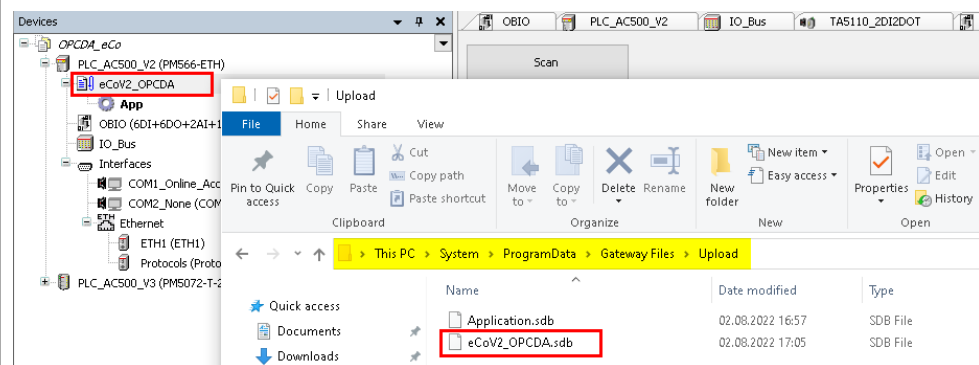 Devices
OBIO
PLC_AC500_V2
IO_Bus
TA5110_2DI2DOT
OPCDA_eCo
PLC_AC500_V2 (PM566-ETH)
eCoV2_OPCDA
App
OBIO (6DI+6DO+2AI+1
IO_Bus
Interfaces
COM1_Online_Acc
COM2_None (COM
ETH
Ethernet
ETH1 (ETH1)
Protocols (Proto
PLC_AC500_V3 (PM5072-T-2
Scan
Upload
File
Home
Share
View
Pin to Quick access
Copy
Paste
Cut
Copy path
Paste shortcut
Clipboard
Move to
Copy to
Delete
Rename
Organize
New folder
New item
Easy access
New
Properties
Open
Edit
History
Open
This PC > System > ProgramData > Gateway Files > Upload
Quick access
Documents
Downloads
Name
Date modified
Type
Application.sdb
02.08.2022 16:57
SDB File
eCoV2_OPCDA.sdb
02.08.2022 17:05
SDB File